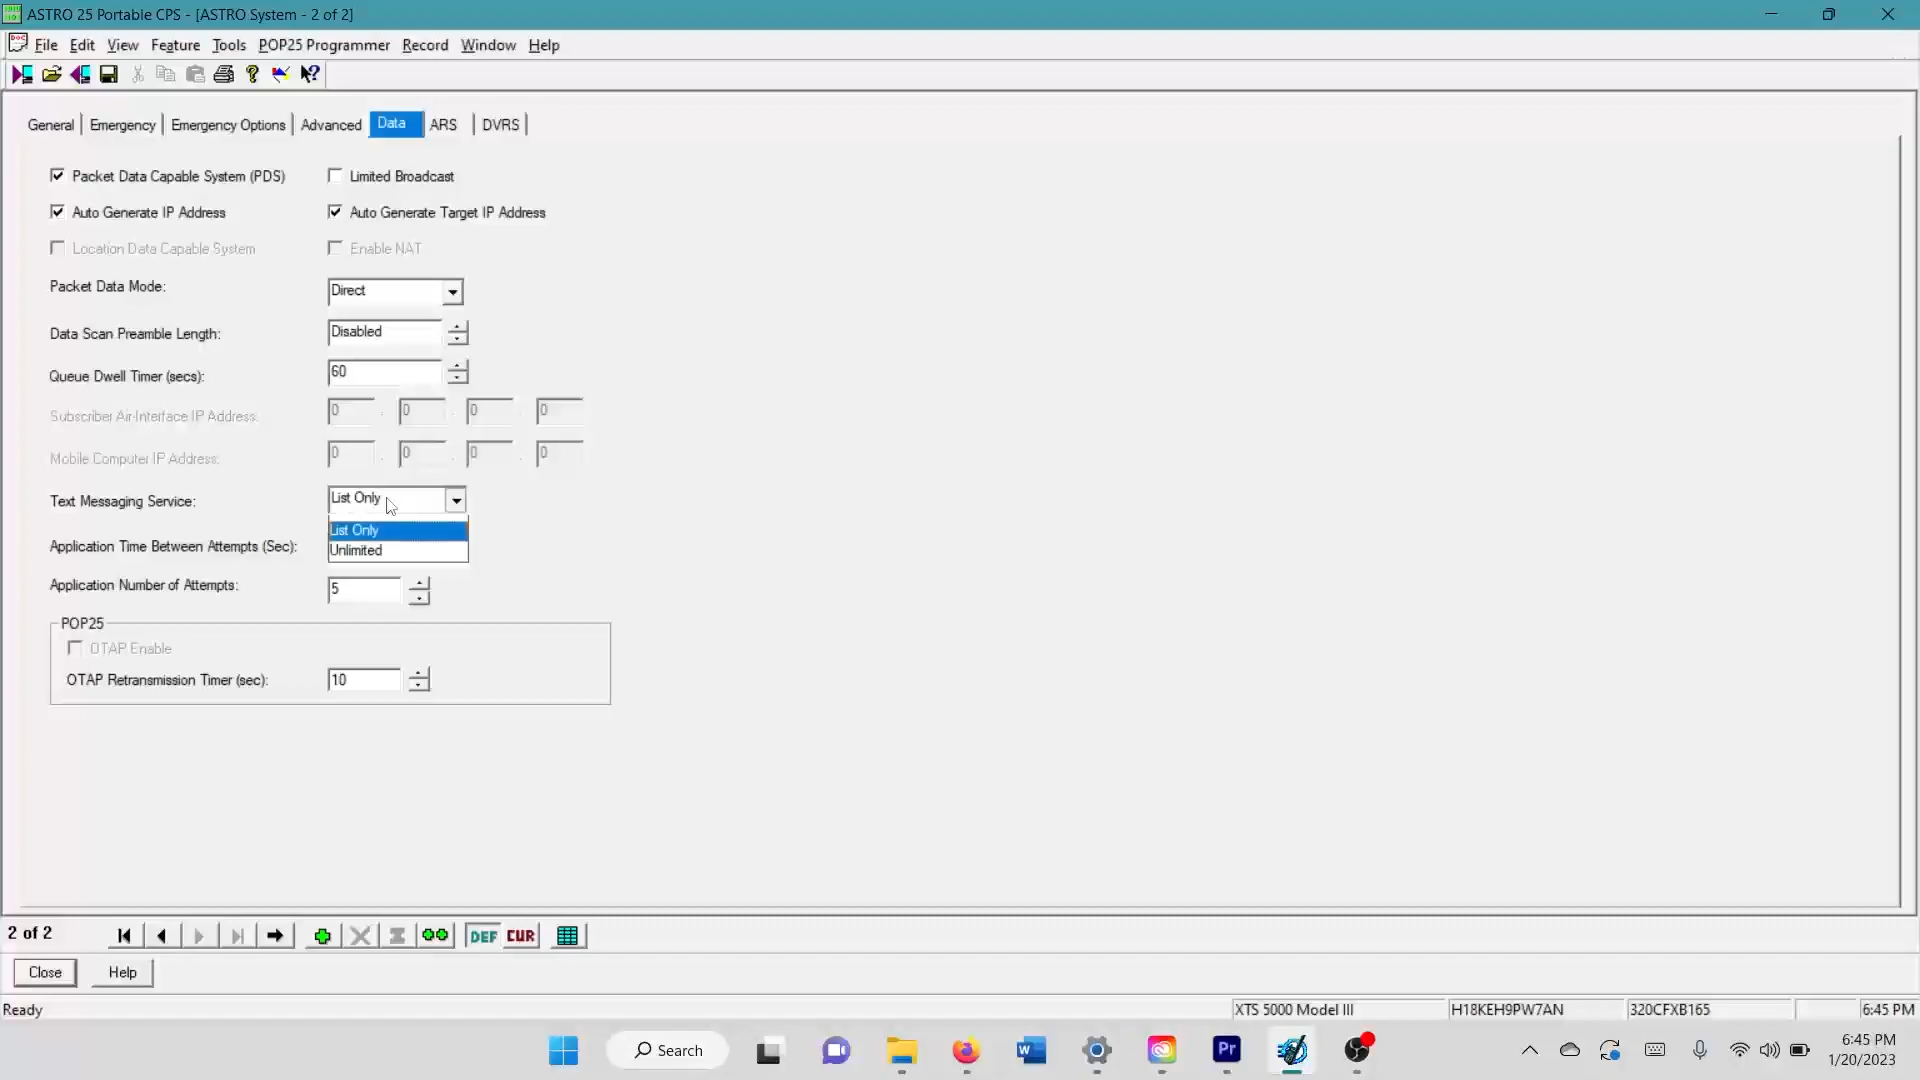 ASTRO 25 Portable CPS - [ASTRO System - 2 of 2]
File Edit View Feature Tools POP25 Programmer Record Window Help
General Emergency Emergency Options Advanced Data ARS DVRS
Packet Data Capable System (PDS) Limited Broadcast
Auto Generate IP Address Auto Generate Target IP Address
Location Data Capable System Enable NAT
Packet Data Mode: Direct
Data Scan Preamble Length: Disabled
Queue Dwell Timer (secs): 60
Subscriber Air-Interface IP Address: 0 . 0 . 0 . 0
Mobile Computer IP Address: 0 . 0 . 0 . 0
Text Messaging Service: List Only
List Only
Application Time Between Attempts (Sec): Unlimited
Application Number of Attempts: 5
POP25
OTAP Enable
OTAP Retransmission Timer (sec): 10
2 of 2 DEF CUR
Close Help
Ready XTS 5000 Model III H18KEH9PW7AN 320CFXB165 6:45 PM
Search W Pr 6:45 PM
1/20/2023